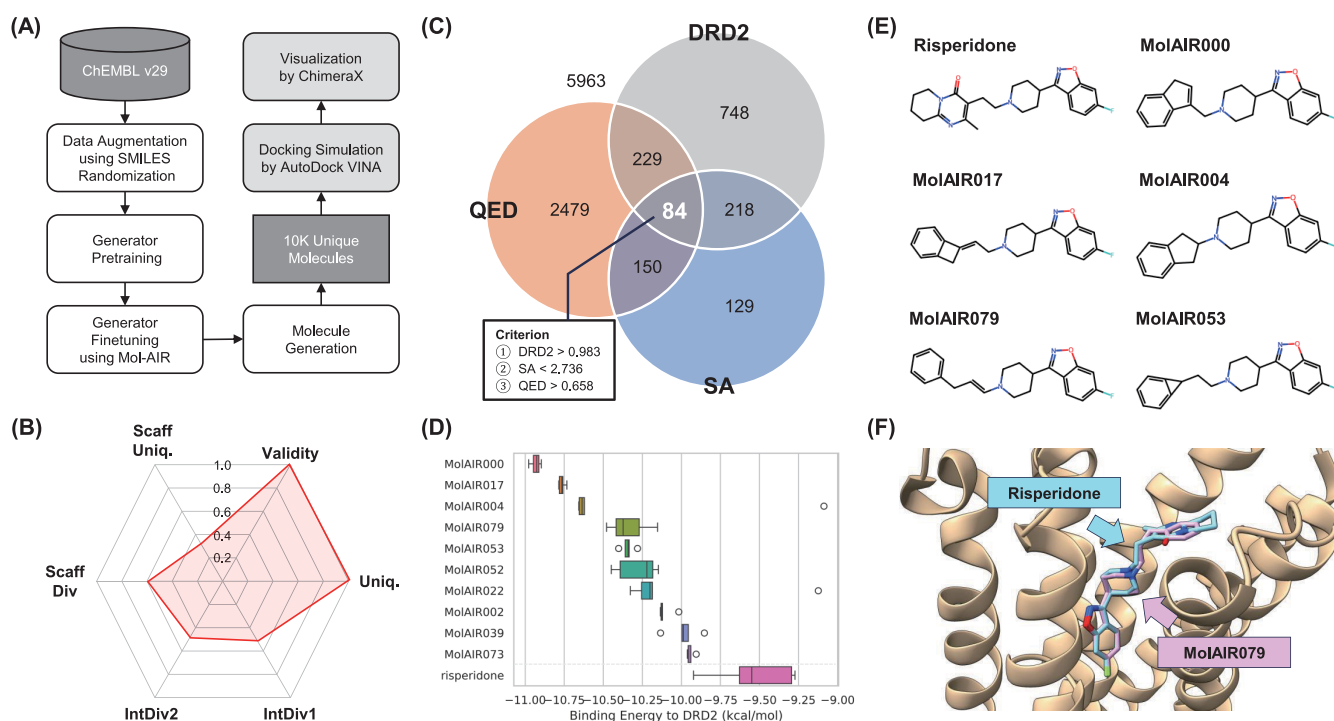 (A)
ChEMBL v29
Data Augmentation
using SMILES
Randomization
Generator
Pretraining
Generator
Finetuning
using Mol-AIR
Visualization
by ChimeraX
Docking Simulation
by AutoDock VINA
10K Unique
Molecules
Molecule
Generation
(B)
Scaff
Uniq.
Validity
1.0
0.8
0.6
0.4
0.2
Scaff
Div
Uniq.
IntDiv2
IntDiv1
(C)
DRD2
5963
748
229
QED
2479
84
218
150
129
SA
Criterion
① DRD2 > 0.983
② SA < 2.736
③ QED > 0.658
(D)
MolAIR000
MolAIR017
MolAIR004
MolAIR079
MolAIR053
MolAIR052
MolAIR022
MolAIR002
MolAIR039
MolAIR073
risperidone
−11.00 −10.75 −10.50 −10.25 −10.00 −9.75 −9.50 −9.25 −9.00
Binding Energy to DRD2 (kcal/mol)
(E)
Risperidone
MolAIR000
MolAIR017
MolAIR004
MolAIR079
MolAIR053
(F)
Risperidone
MolAIR079